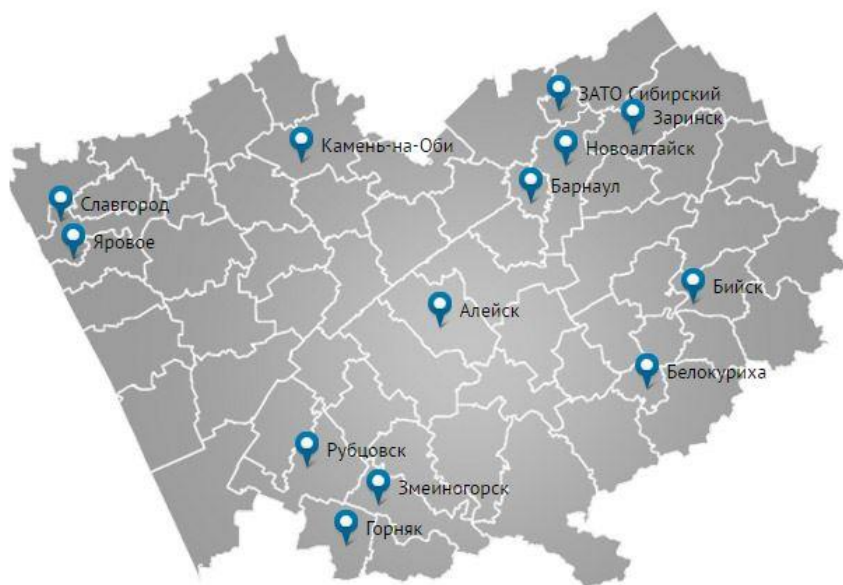 ЗАТО Сибирский
Заринск
Камень-на-Оби
Новоалтайск
Барнаул
Славгород
Яровое
Бийск
Алейск
Белокуриха
Рубцовск
Змеиногорск
Горняк